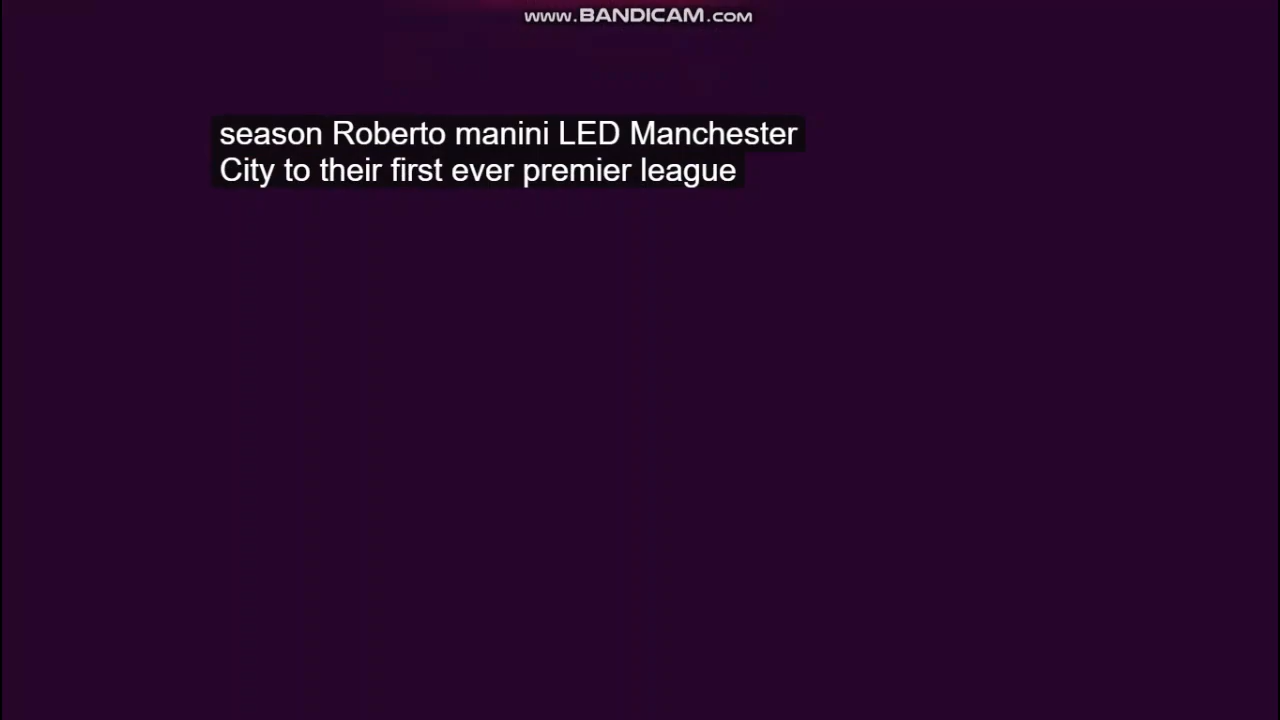 www.BANDICAM.com
season Roberto manini LED Manchester
City to their first ever premier league